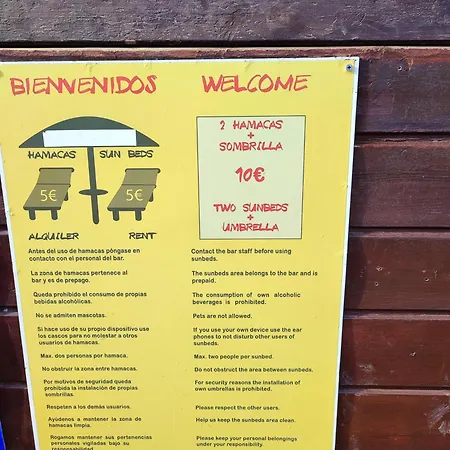 BIENVENIDOS
WELCOME
HAMACAS
SUN BEDS
5€
5€
ALQUILER
RENT
2 HAMACAS
+
SOMBRILLA
10€
TWO SUNBEDS
+
UMBRELLA
Antes del uso de hamacas póngase en
contacto con el personal del bar.
La zona de hamacas pertenece al
bar y es de prepago.
Queda prohibido el consumo de propias
bebidas alcohólicas.
No se admiten mascotas.
Si hace uso de su propio dispositivo use
los cascos para no molestar a otros
usuarios de hamacas.
Max. dos personas por hamaca.
No obstruir la zona entre hamacas.
Por motivos de seguridad queda
prohibida la instalación de propias
sombrillas.
Respeten a los demás usuarios.
Ayúdenos a mantener la zona de
hamacas limpia.
Rogamos mantener sus pertenencias
personales vigiladas bajo su
responsabilidad.
Contact the bar staff before using
sunbeds.
The sunbeds area belongs to the bar and is
prepaid.
The consumption of own alcoholic
beverages is prohibited.
Pets are not allowed.
If you use your own device use the ear
phones to not disturb other users of
sunbeds.
Max. two people per sunbed.
Do not obstruct the area between sunbeds.
For security reasons the installation of
own umbrellas is prohibited.
Please respect the other users.
Help us keep the sunbeds area clean.
Please keep your personal belongings
under your responsibility.